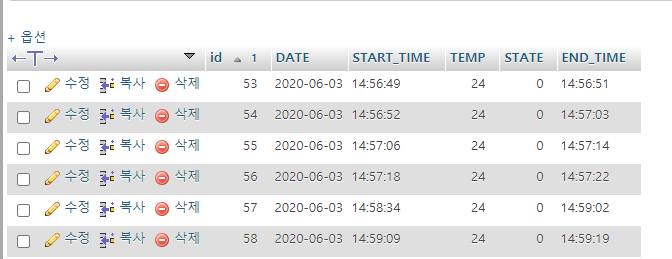 + 옵션
←T→ id 1 DATE START_TIME TEMP STATE END_TIME
수정 복사 삭제 53 2020-06-03 14:56:49 24 0 14:56:51
수정 복사 삭제 54 2020-06-03 14:56:52 24 0 14:57:03
수정 복사 삭제 55 2020-06-03 14:57:06 24 0 14:57:14
수정 복사 삭제 56 2020-06-03 14:57:18 24 0 14:57:22
수정 복사 삭제 57 2020-06-03 14:58:34 24 0 14:59:02
수정 복사 삭제 58 2020-06-03 14:59:09 24 0 14:59:19